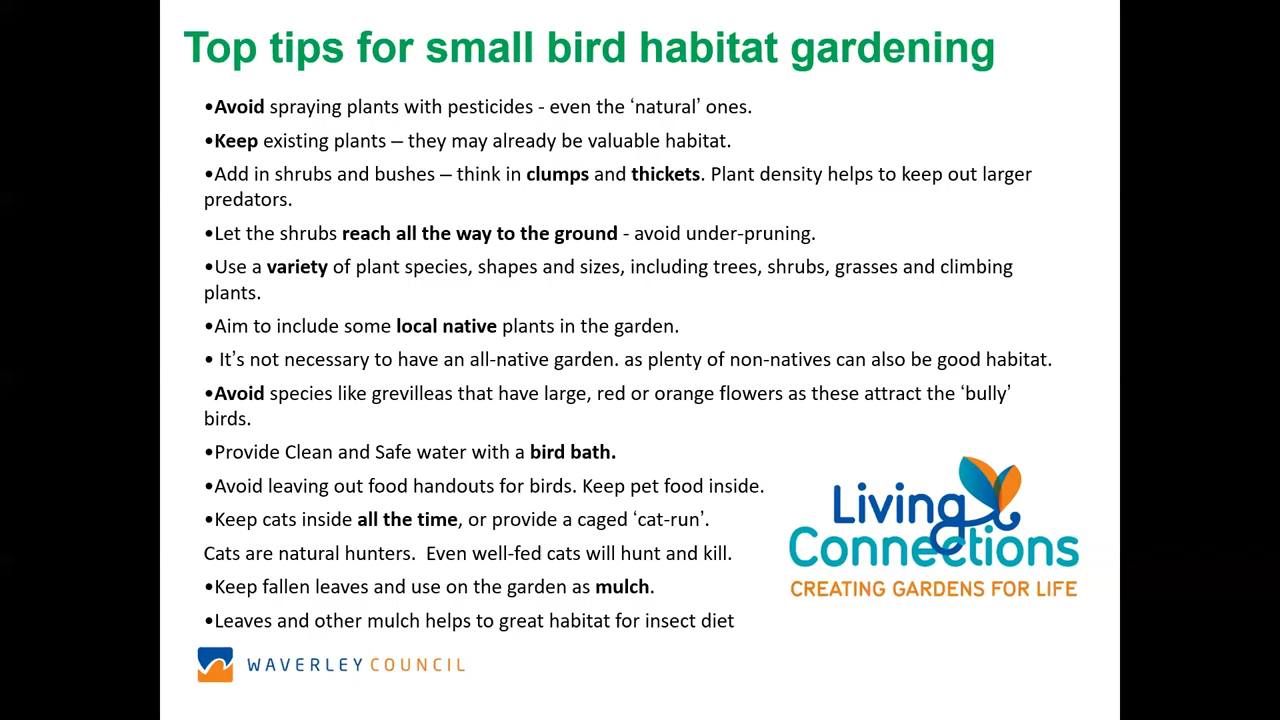 Top tips for small bird habitat gardening
•Avoid spraying plants with pesticides - even the ‘natural’ ones.
•Keep existing plants – they may already be valuable habitat.
•Add in shrubs and bushes – think in clumps and thickets. Plant density helps to keep out larger
predators.
•Let the shrubs reach all the way to the ground - avoid under-pruning.
•Use a variety of plant species, shapes and sizes, including trees, shrubs, grasses and climbing
plants.
•Aim to include some local native plants in the garden.
• It’s not necessary to have an all-native garden. as plenty of non-natives can also be good habitat.
•Avoid species like grevilleas that have large, red or orange flowers as these attract the ‘bully’
birds.
•Provide Clean and Safe water with a bird bath.
•Avoid leaving out food handouts for birds. Keep pet food inside.
•Keep cats inside all the time, or provide a caged ‘cat-run’.
Cats are natural hunters.  Even well-fed cats will hunt and kill.
•Keep fallen leaves and use on the garden as mulch.
•Leaves and other mulch helps to great habitat for insect diet
Living
Connections
CREATING GARDENS FOR LIFE
WAVERLEY COUNCIL